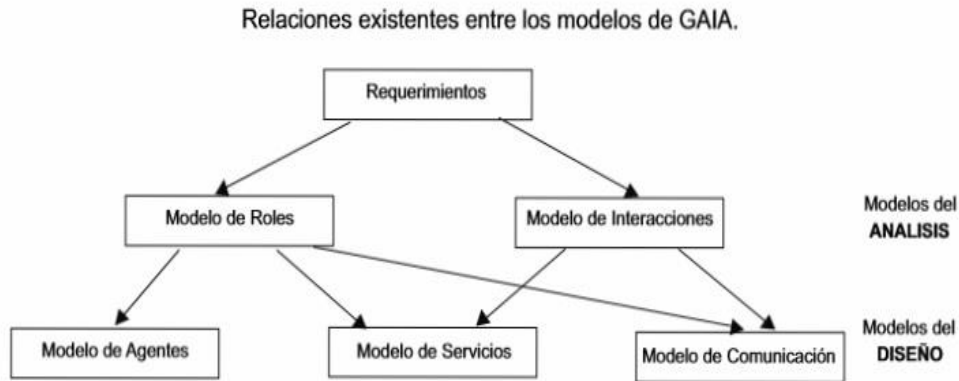 Relaciones existentes entre los modelos de GAIA.
Requerimientos
Modelo de Roles
Modelo de Interacciones
Modelos del
ANALISIS
Modelo de Agentes
Modelo de Servicios
Modelo de Comunicación
Modelos del
DISEÑO